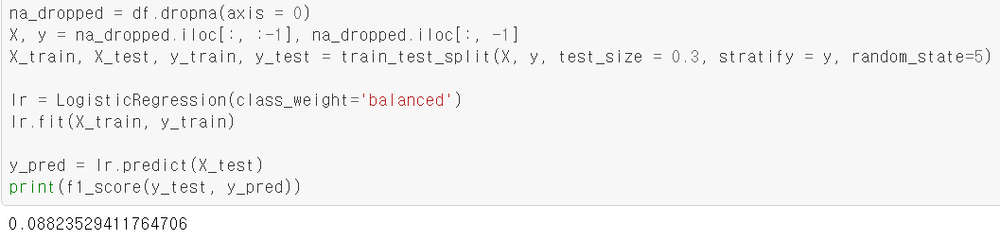 na_dropped = df.dropna(axis = 0)
X, y = na_dropped.iloc[:, :-1], na_dropped.iloc[:, -1]
X_train, X_test, y_train, y_test = train_test_split(X, y, test_size = 0.3, stratify = y, random_state=5)
lr = LogisticRegression(class_weight='balanced')
lr.fit(X_train, y_train)
y_pred = lr.predict(X_test)
print(f1_score(y_test, y_pred))
0.08823529411764706